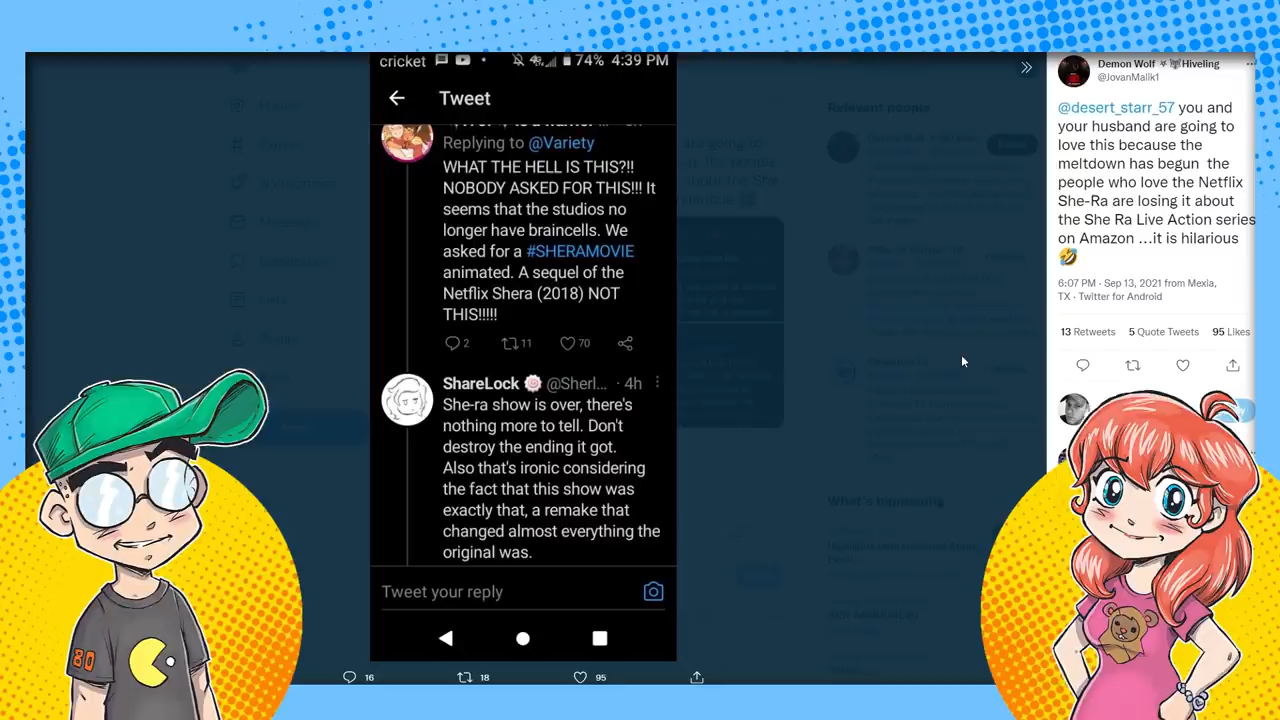 cricket 74% 4:39 PM
Tweet
Replying to @Variety
WHAT THE HELL IS THIS?!!
NOBODY ASKED FOR THIS!!! It
seems that the studios no
longer have braincells. We
asked for a #SHERAMOVIE
animated. A sequel of the
Netflix Shera (2018) NOT
THIS!!!!!
2 11 70
ShareLock @Sherl... · 4h
She-ra show is over, there's
nothing more to tell. Don't
destroy the ending it got.
Also that's ironic considering
the fact that this show was
exactly that, a remake that
changed almost everything the
original was.
Tweet your reply
16 18 95
Relevant people
What's happening
Demon Wolf Hiveling
@JovanMalik1
@desert_starr_57 you and
your husband are going to
love this because the
meltdown has begun the
people who love the Netflix
She-Ra are losing it about
the She Ra Live Action series
on Amazon ...it is hilarious
🤣
6:07 PM · Sep 13, 2021 from Mexia,
TX · Twitter for Android
13 Retweets 5 Quote Tweets 95 Likes
80